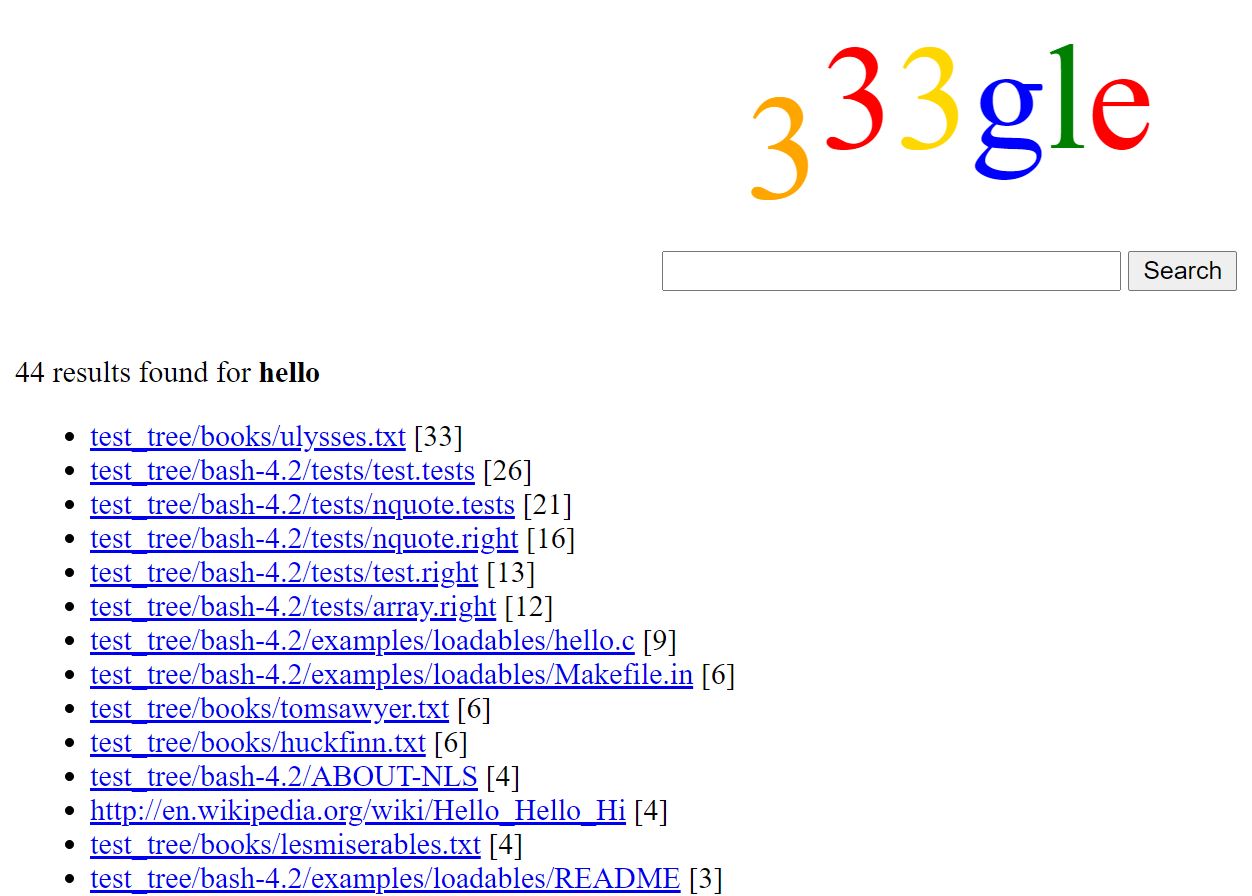 333gle
Search
44 results found for hello
test_tree/books/ulysses.txt [33]
test_tree/bash-4.2/tests/test.tests [26]
test_tree/bash-4.2/tests/nquote.tests [21]
test_tree/bash-4.2/tests/nquote.right [16]
test_tree/bash-4.2/tests/test.right [13]
test_tree/bash-4.2/tests/array.right [12]
test_tree/bash-4.2/examples/loadables/hello.c [9]
test_tree/bash-4.2/examples/loadables/Makefile.in [6]
test_tree/books/tomsawyer.txt [6]
test_tree/books/huckfinn.txt [6]
test_tree/bash-4.2/ABOUT-NLS [4]
http://en.wikipedia.org/wiki/Hello_Hello_Hi [4]
test_tree/books/lesmiserables.txt [4]
test_tree/bash-4.2/examples/loadables/README [3]